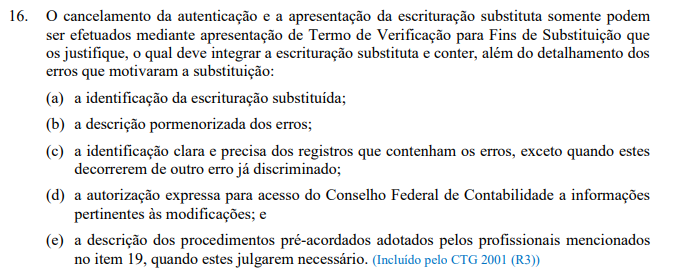 16. O cancelamento da autenticação e a apresentação da escrituração substituta somente podem
ser efetuados mediante apresentação de Termo de Verificação para Fins de Substituição que
os justifique, o qual deve integrar a escrituração substituta e conter, além do detalhamento dos
erros que motivaram a substituição:
(a) a identificação da escrituração substituída;
(b) a descrição pormenorizada dos erros;
(c) a identificação clara e precisa dos registros que contenham os erros, exceto quando estes
decorrerem de outro erro já discriminado;
(d) a autorização expressa para acesso do Conselho Federal de Contabilidade a informações
pertinentes às modificações; e
(e) a descrição dos procedimentos pré-acordados adotados pelos profissionais mencionados
no item 19, quando estes julgarem necessário. (Incluído pelo CTG 2001 (R3))